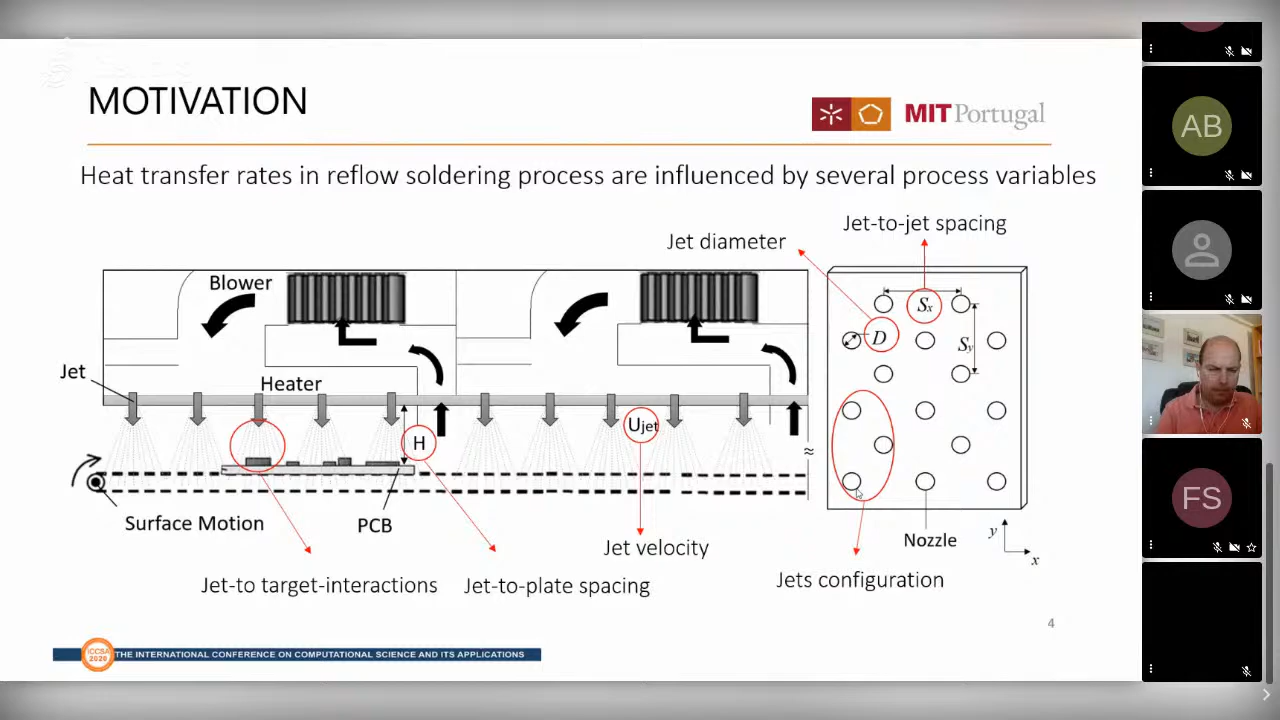 MOTIVATION
MIT Portugal
Heat transfer rates in reflow soldering process are influenced by several process variables
Jet-to-jet spacing
Jet diameter
Blower
Sx
D
Sy
Jet
Heater
Ujet
H
≈
Surface Motion
PCB
Nozzle
y
x
Jet velocity
Jet-to target-interactions
Jet-to-plate spacing
Jets configuration
4
ICCSA
2020
THE INTERNATIONAL CONFERENCE ON COMPUTATIONAL SCIENCE AND ITS APPLICATIONS
AB
FS